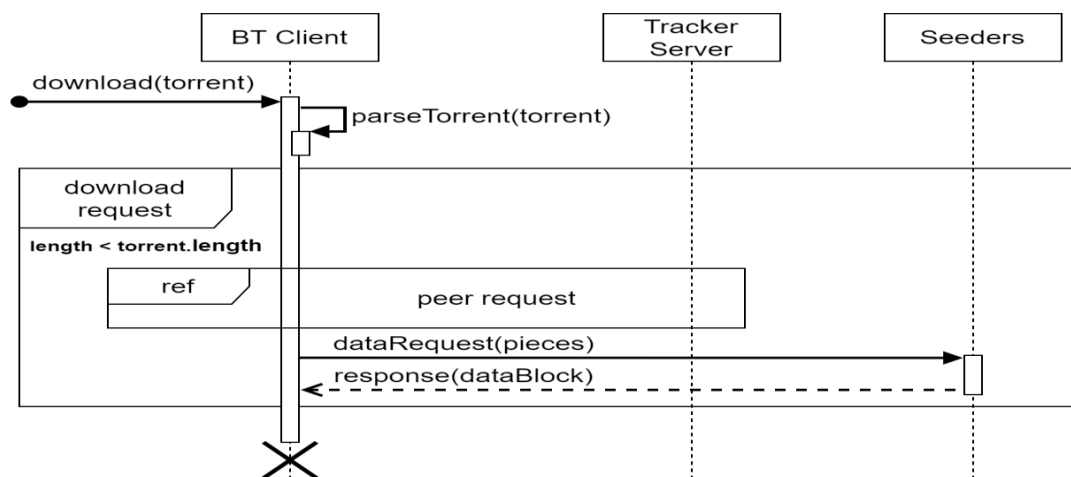 BT Client
Tracker
Server
Seeders
download(torrent)
parseTorrent(torrent)
download
request
length < torrent.length
ref
peer request
dataRequest(pieces)
response(dataBlock)